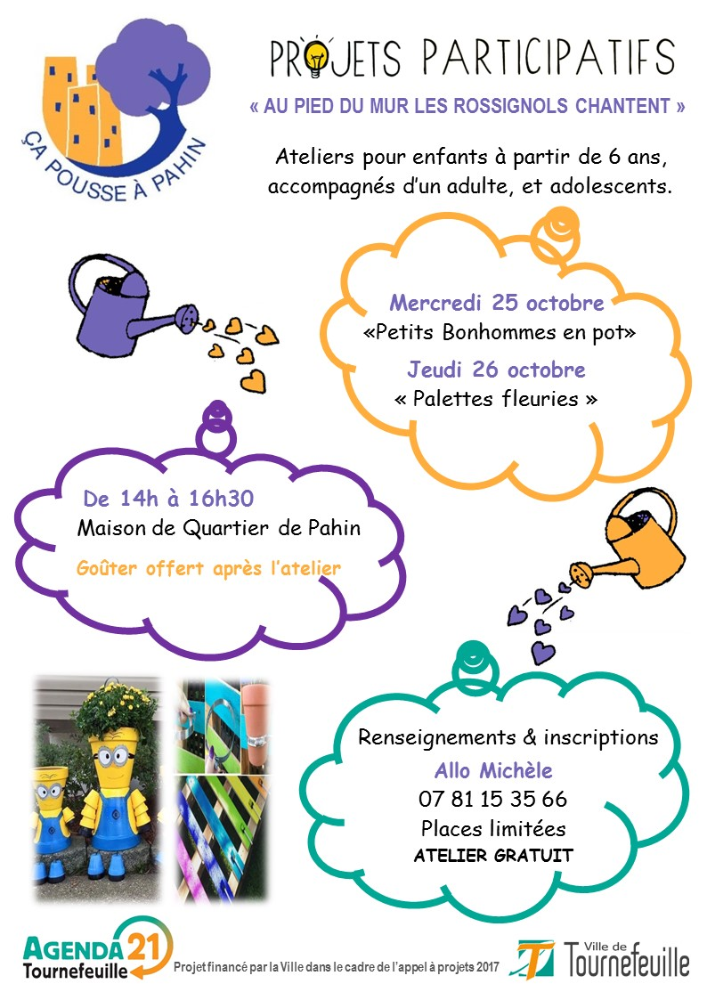 PROJETS PARTICIPATIFS
« AU PIED DU MUR LES ROSSIGNOLS CHANTENT »
ÇA POUSSE À PAHIN
Ateliers pour enfants à partir de 6 ans,
accompagnés d’un adulte, et adolescents.
Mercredi 25 octobre
«Petits Bonhommes en pot»
Jeudi 26 octobre
« Palettes fleuries »
De 14h à 16h30
Maison de Quartier de Pahin
Goûter offert après l’atelier
Renseignements & inscriptions
Allo Michèle
07 81 15 35 66
Places limitées
ATELIER GRATUIT
AGENDA 21
Tournefeuille
Projet financé par la Ville dans le cadre de l’appel à projets 2017
Ville de
Tournefeuille